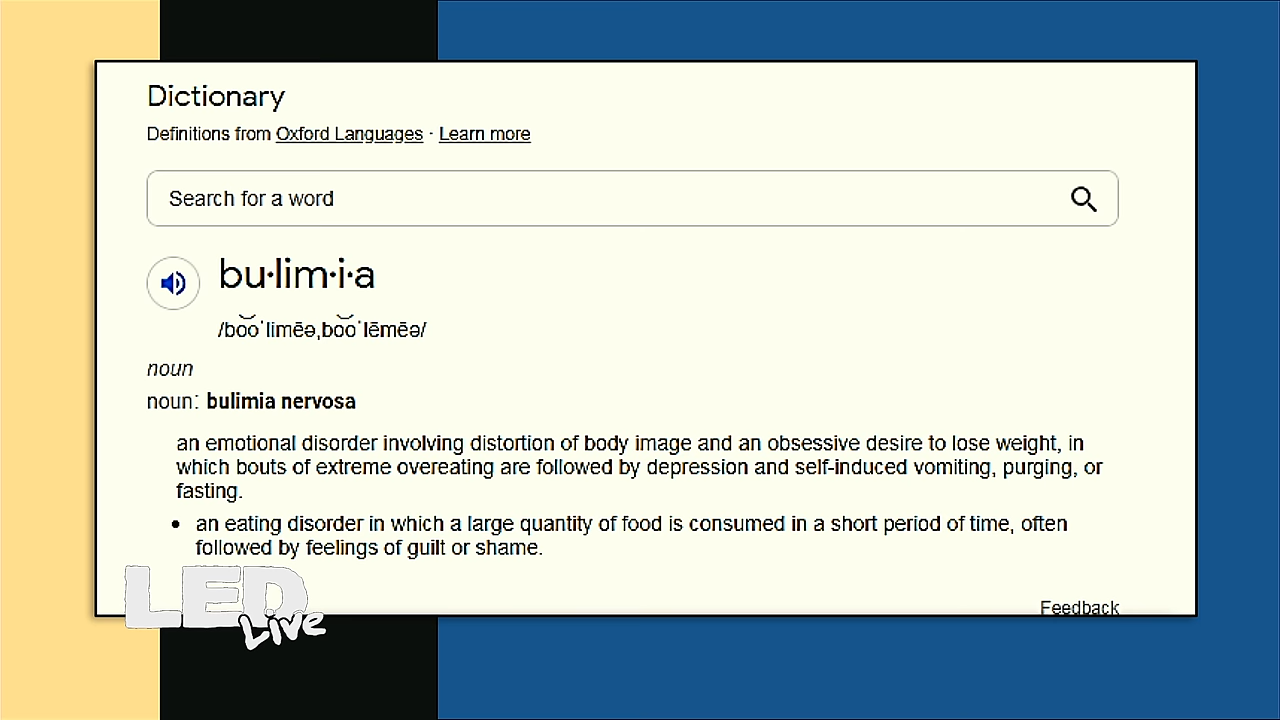 Dictionary
Definitions from Oxford Languages · Learn more
Search for a word
bu·lim·i·a
/bo͝oˈlimēə,bo͝oˈlēmēə/
noun
noun: bulimia nervosa
an emotional disorder involving distortion of body image and an obsessive desire to lose weight, in
which bouts of extreme overeating are followed by depression and self-induced vomiting, purging, or
fasting.
• an eating disorder in which a large quantity of food is consumed in a short period of time, often
followed by feelings of guilt or shame.
LED
Live
Feedback